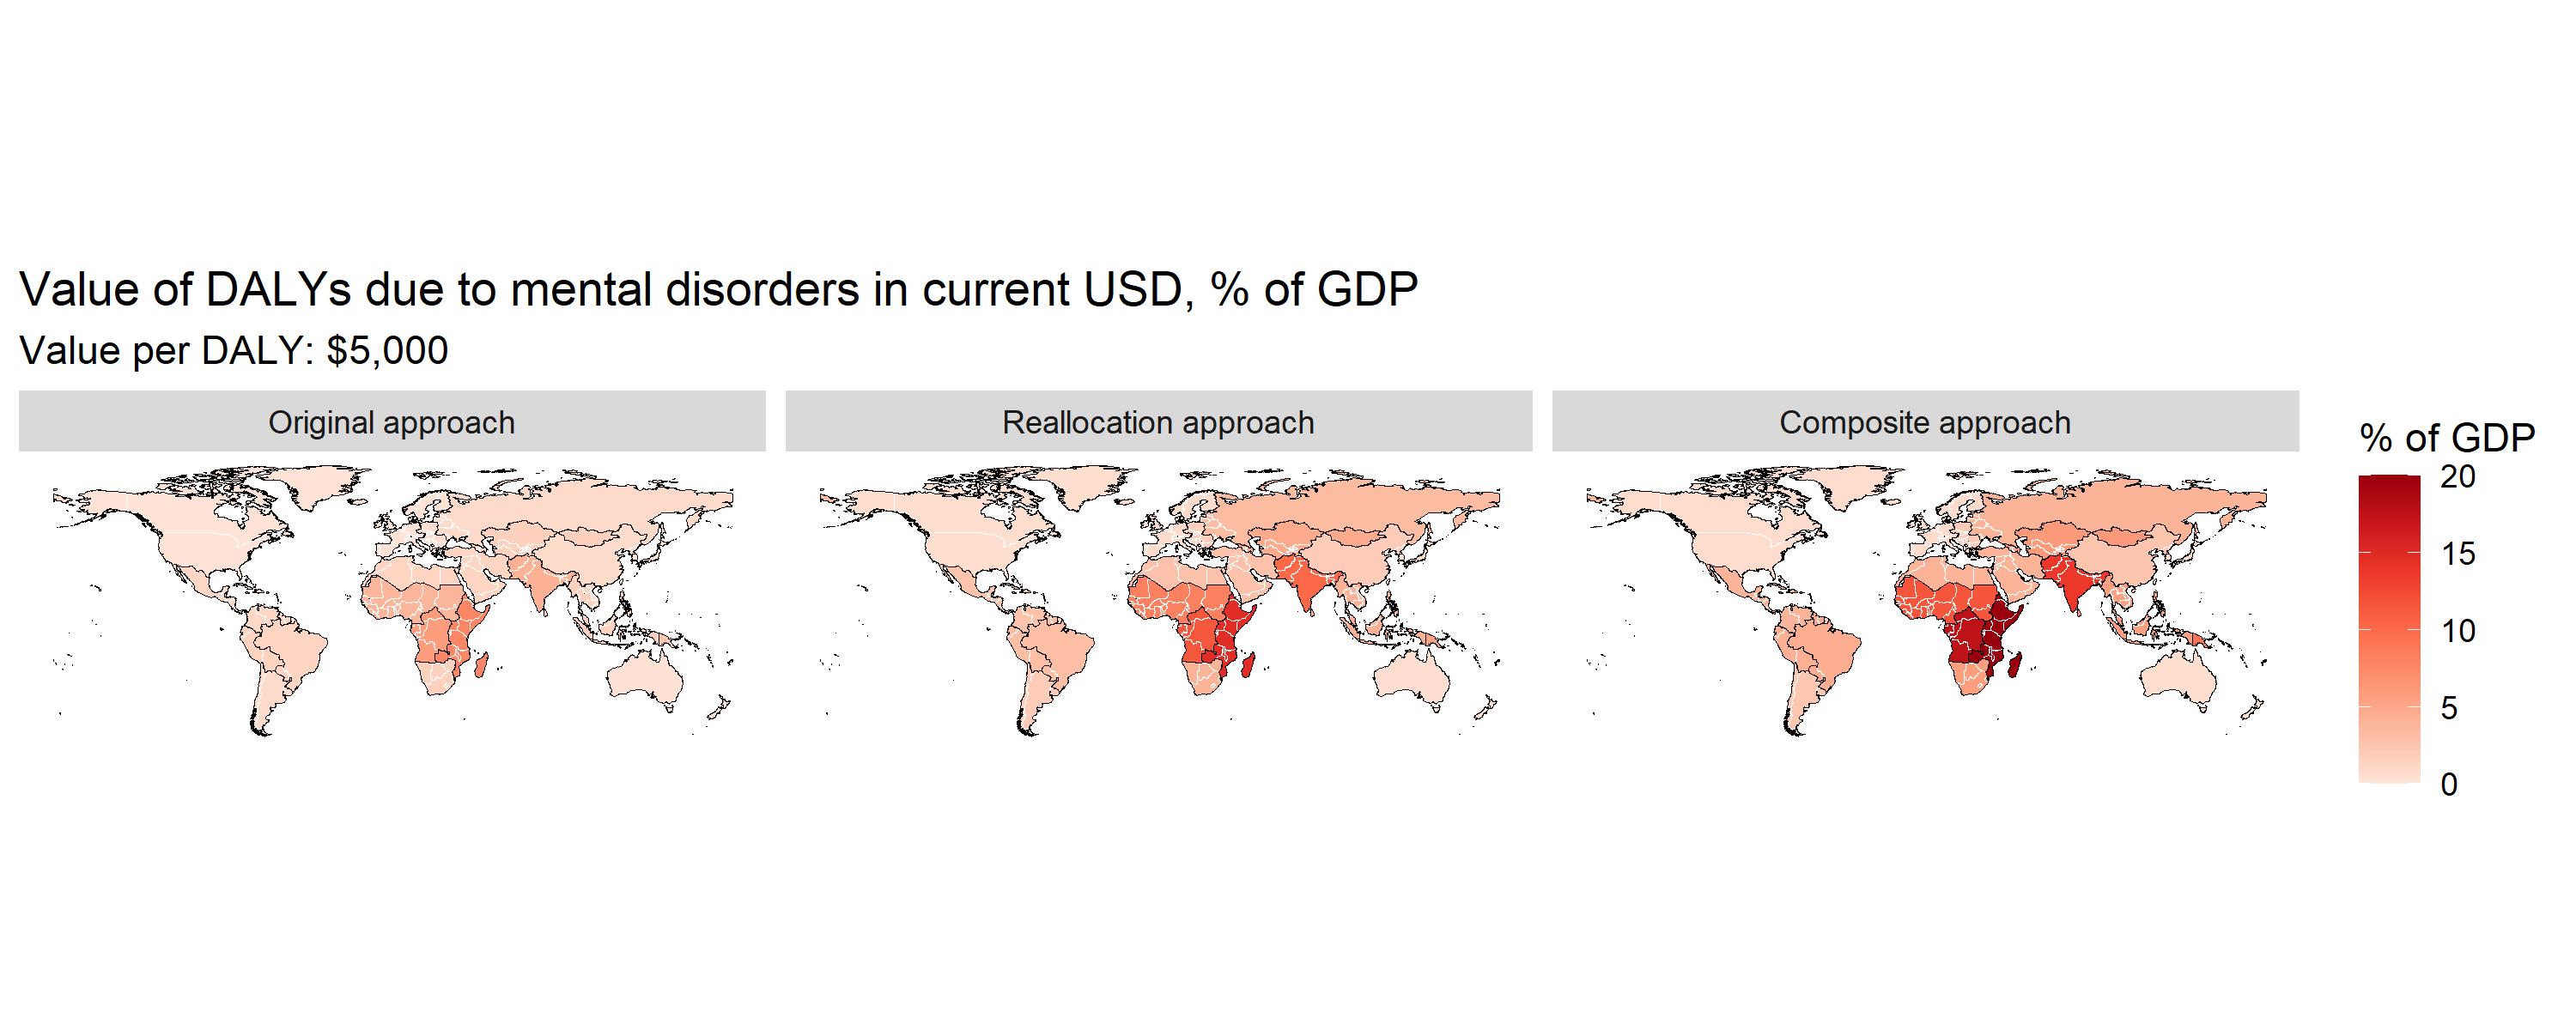 Value of DALYs due to mental disorders in current USD, % of GDP
Value per DALY: $5,000
Original approach
Reallocation approach
Composite approach
% of GDP
20
15
10
5
0